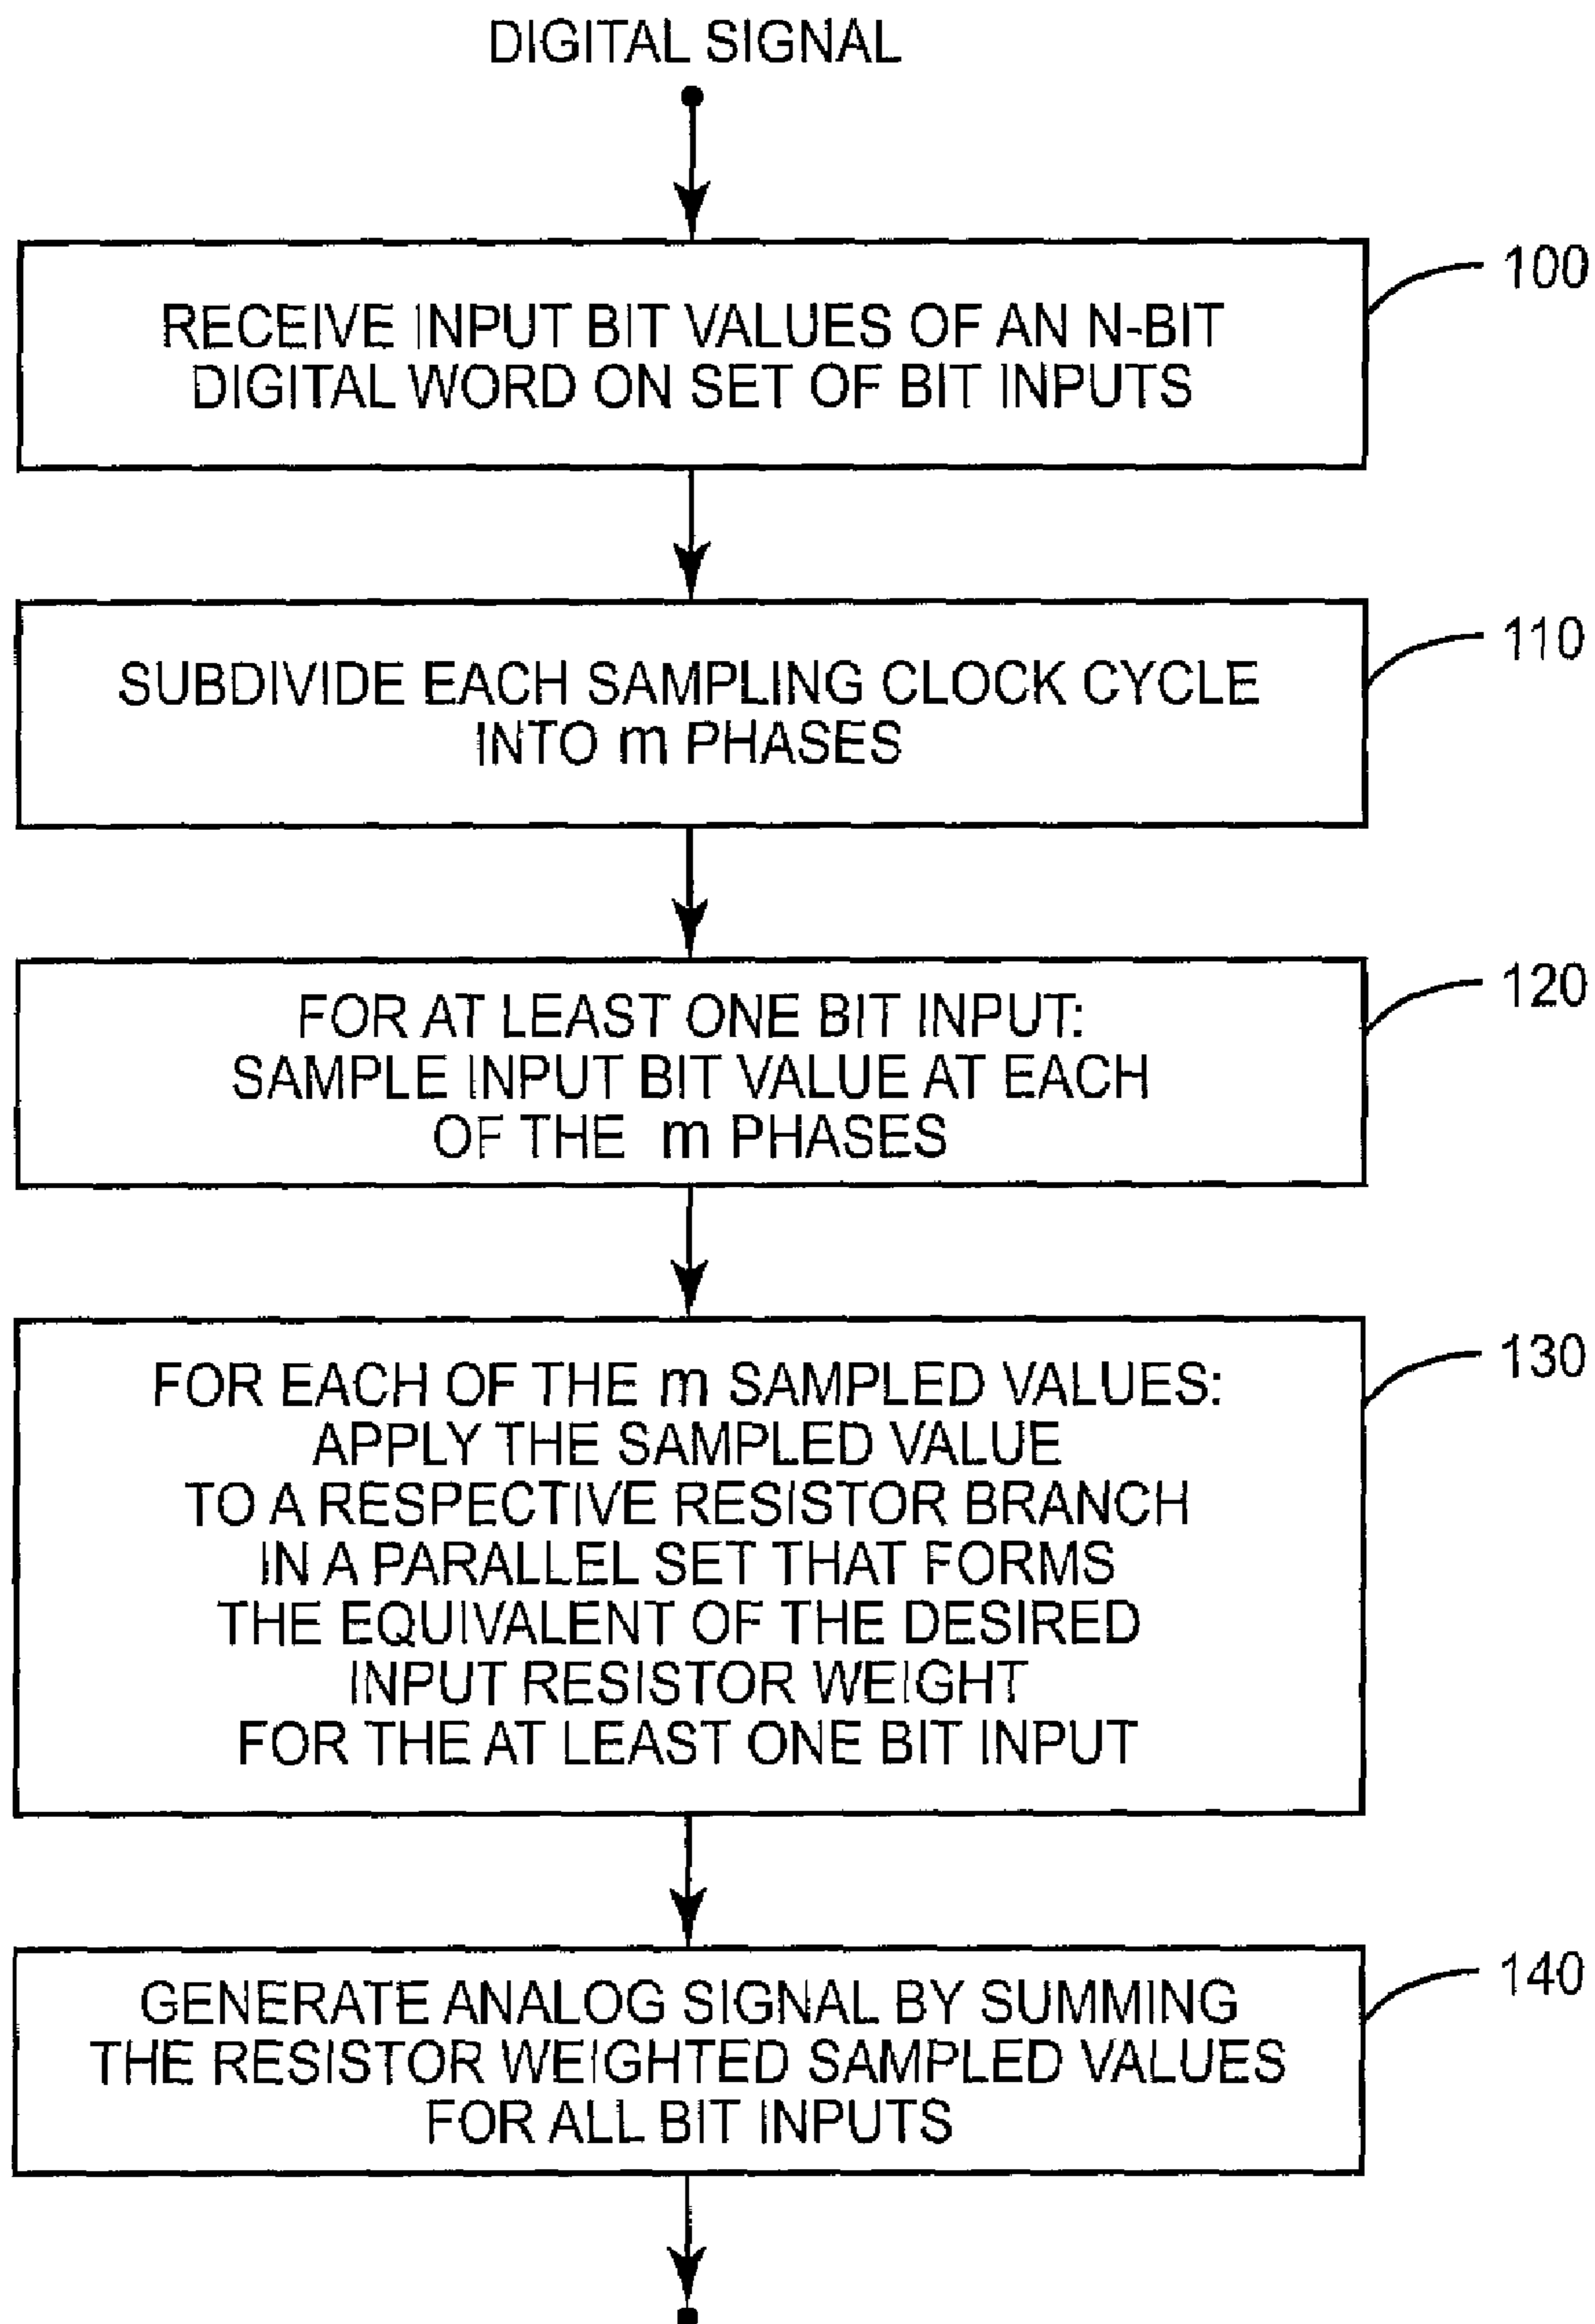 DIGITAL SIGNAL
100
RECEIVE INPUT BIT VALUES OF AN N-BIT
DIGITAL WORD ON SET OF BIT INPUTS
110
SUBDIVIDE EACH SAMPLING CLOCK CYCLE
INTO m PHASES
120
FOR AT LEAST ONE BIT INPUT:
SAMPLE INPUT BIT VALUE AT EACH
OF THE m PHASES
130
FOR EACH OF THE m SAMPLED VALUES:
APPLY THE SAMPLED VALUE
TO A RESPECTIVE RESISTOR BRANCH
IN A PARALLEL SET THAT FORMS
THE EQUIVALENT OF THE DESIRED
INPUT RESISTOR WEIGHT
FOR THE AT LEAST ONE BIT INPUT
140
GENERATE ANALOG SIGNAL BY SUMMING
THE RESISTOR WEIGHTED SAMPLED VALUES
FOR ALL BIT INPUTS